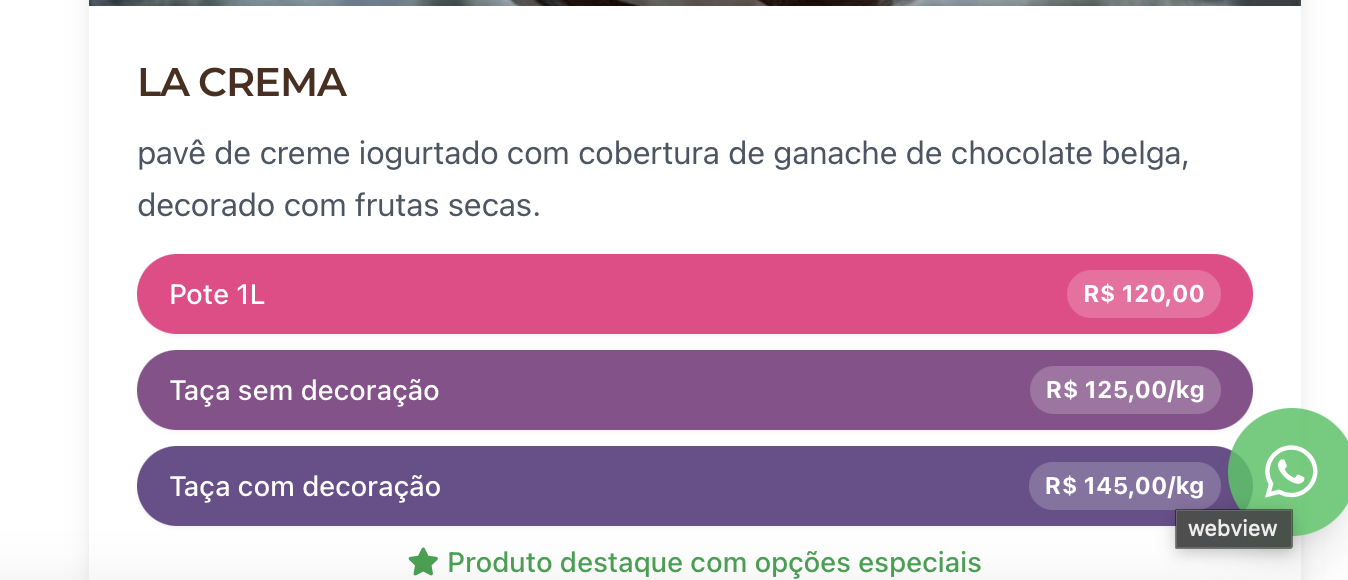 LA CREMA
pavê de creme iogurtado com cobertura de ganache de chocolate belga,
decorado com frutas secas.
Pote 1L R$ 120,00
Taça sem decoração R$ 125,00/kg
Taça com decoração R$ 145,00/kg
webview
Produto destaque com opções especiais